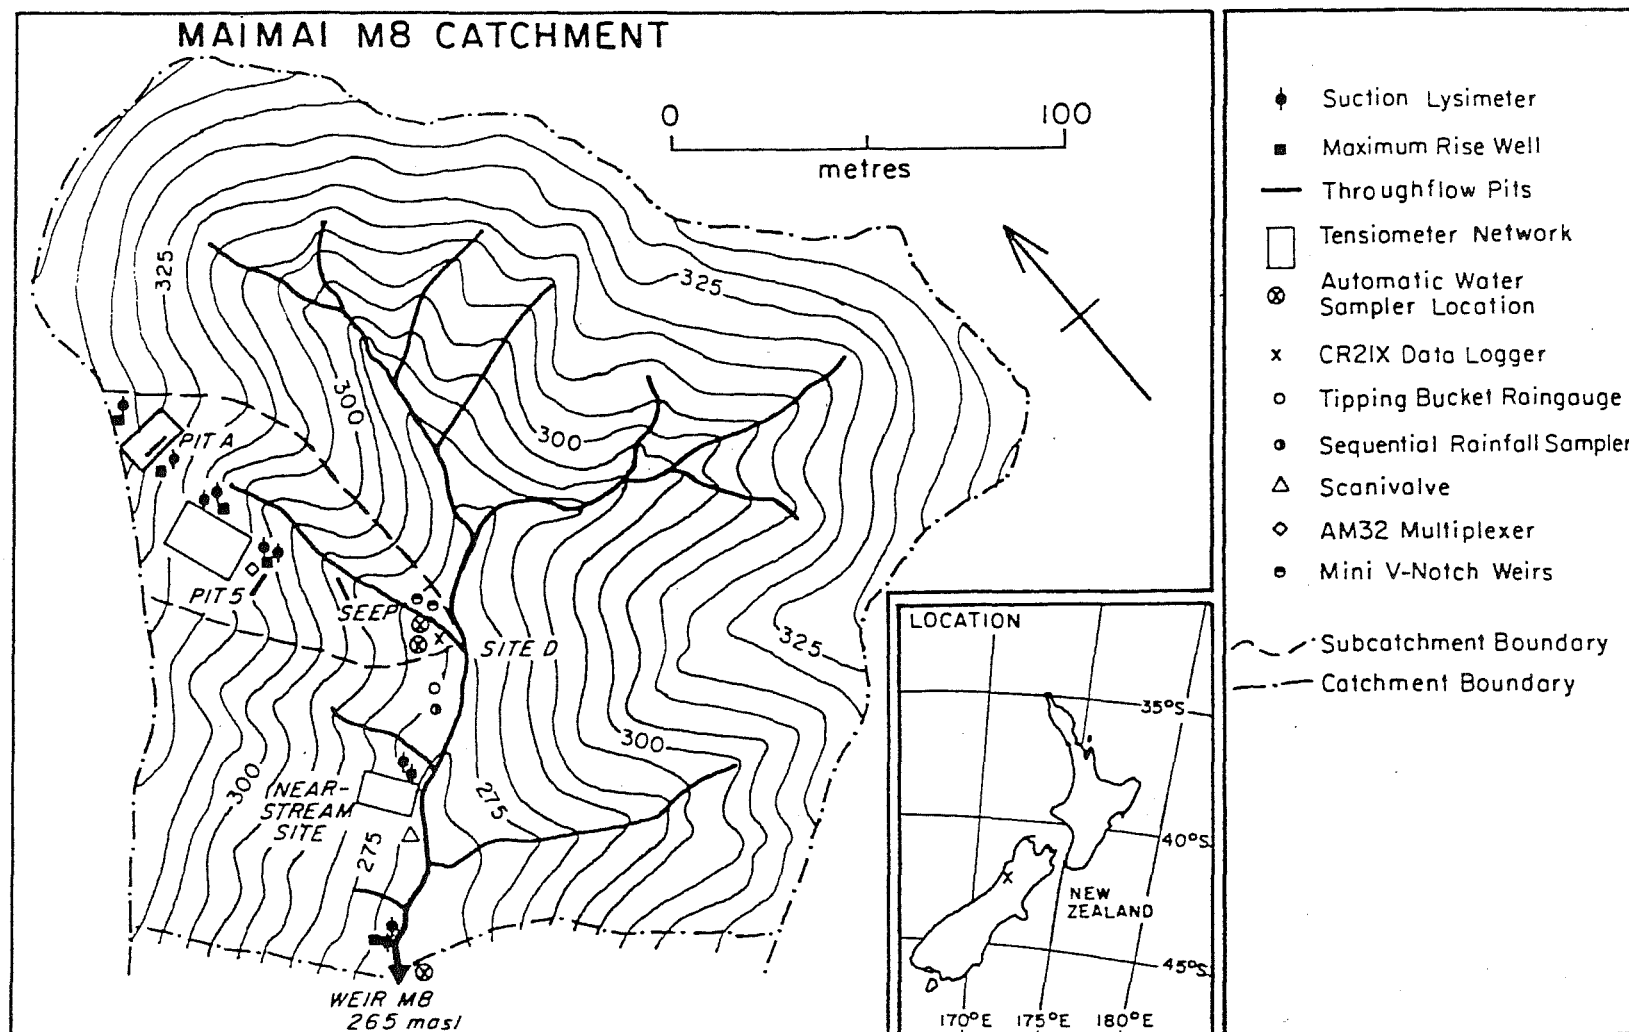 MAIMAI M8 CATCHMENT
0 100
metres
325
325
300
300
PIT A
PIT 5
SEEP
SITE D
325
300
300
NEAR-
STREAM
SITE
275
275
WEIR M8
265 masl
LOCATION
35°S
40°S
45°S
NEW
ZEALAND
170°E 175°E 180°E
Suction Lysimeter
Maximum Rise Well
Throughflow Pits
Tensiometer Network
Automatic Water
Sampler Location
CR21X Data Logger
Tipping Bucket Raingauge
Sequential Rainfall Sampler
Scanivalve
AM32 Multiplexer
Mini V-Notch Weirs
Subcatchment Boundary
Catchment Boundary